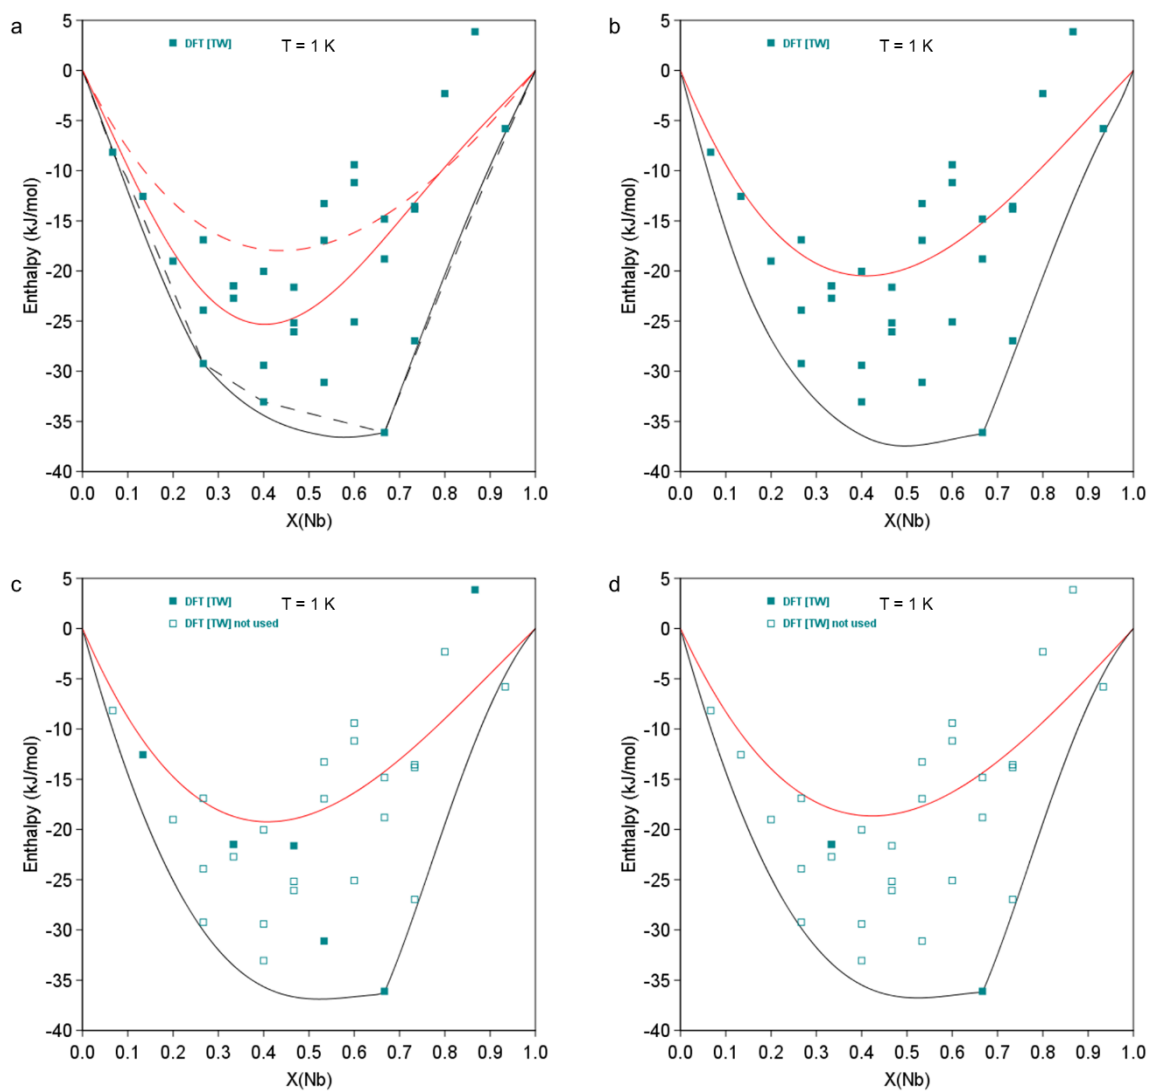 a
5
0
-5
-10
-15
-20
-25
-30
-35
-40
Enthalpy (kJ/mol)
DFT [TW]
T = 1 K
0.0 0.1 0.2 0.3 0.4 0.5 0.6 0.7 0.8 0.9 1.0
X(Nb)
b
5
0
-5
-10
-15
-20
-25
-30
-35
-40
Enthalpy (kJ/mol)
DFT [TW]
T = 1 K
0.0 0.1 0.2 0.3 0.4 0.5 0.6 0.7 0.8 0.9 1.0
X(Nb)
c
5
0
-5
-10
-15
-20
-25
-30
-35
-40
Enthalpy (kJ/mol)
DFT [TW]
T = 1 K
DFT [TW] not used
0.0 0.1 0.2 0.3 0.4 0.5 0.6 0.7 0.8 0.9 1.0
X(Nb)
d
5
0
-5
-10
-15
-20
-25
-30
-35
-40
Enthalpy (kJ/mol)
DFT [TW]
T = 1 K
DFT [TW] not used
0.0 0.1 0.2 0.3 0.4 0.5 0.6 0.7 0.8 0.9 1.0
X(Nb)